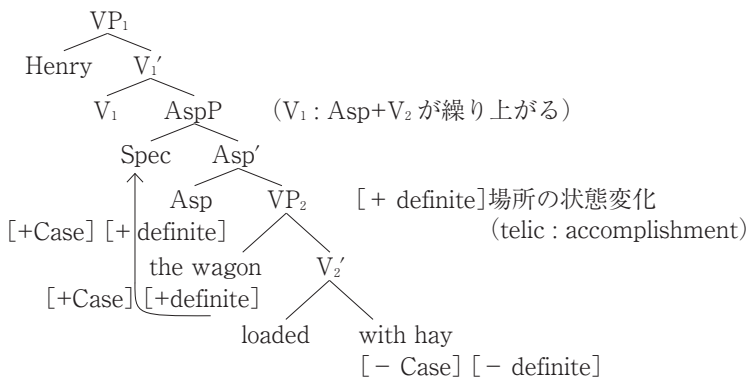 VP₁
Henry V₁′
V₁ AspP (V₁ : Asp+V₂ が繰り上がる)
Spec Asp′
Asp VP₂ [+ definite]場所の状態変化
[+Case] [+ definite] (telic : accomplishment)
the wagon V₂′
[+Case] [+definite]
loaded with hay
[− Case] [− definite]